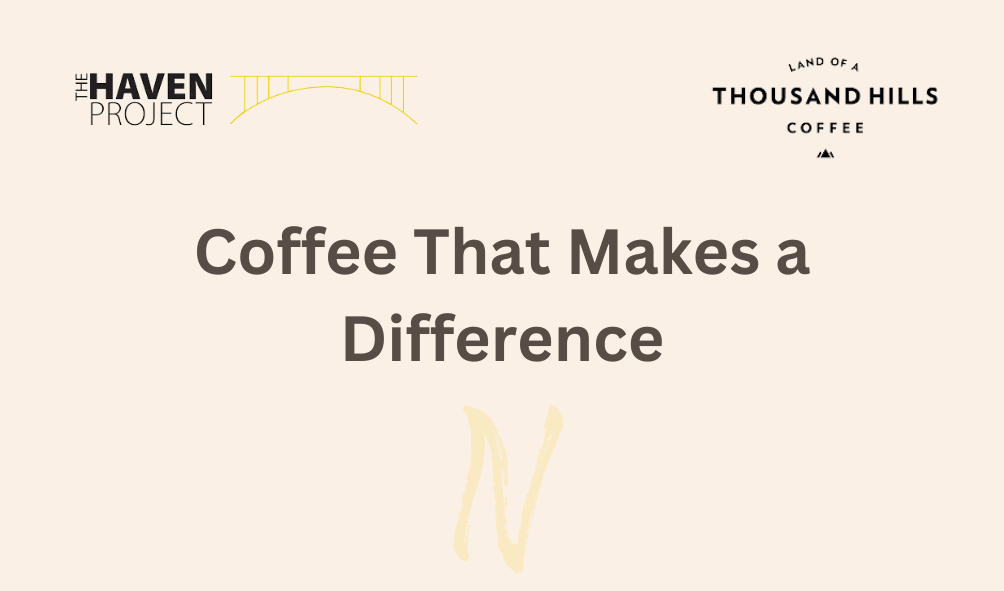 THE
HAVEN
PROJECT
LAND OF A
THOUSAND HILLS
COFFEE
Coffee That Makes a
Difference
N